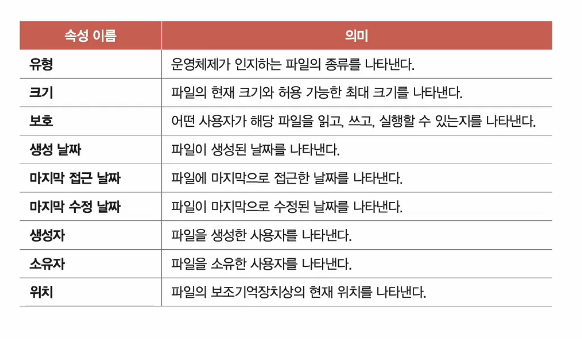 속성 이름 의미
유형 운영체제가 인지하는 파일의 종류를 나타낸다.
크기 파일의 현재 크기와 허용 가능한 최대 크기를 나타낸다.
보호 어떤 사용자가 해당 파일을 읽고, 쓰고, 실행할 수 있는지를 나타낸다.
생성 날짜 파일이 생성된 날짜를 나타낸다.
마지막 접근 날짜 파일에 마지막으로 접근한 날짜를 나타낸다.
마지막 수정 날짜 파일이 마지막으로 수정된 날짜를 나타낸다.
생성자 파일을 생성한 사용자를 나타낸다.
소유자 파일을 소유한 사용자를 나타낸다.
위치 파일의 보조기억장치상의 현재 위치를 나타낸다.